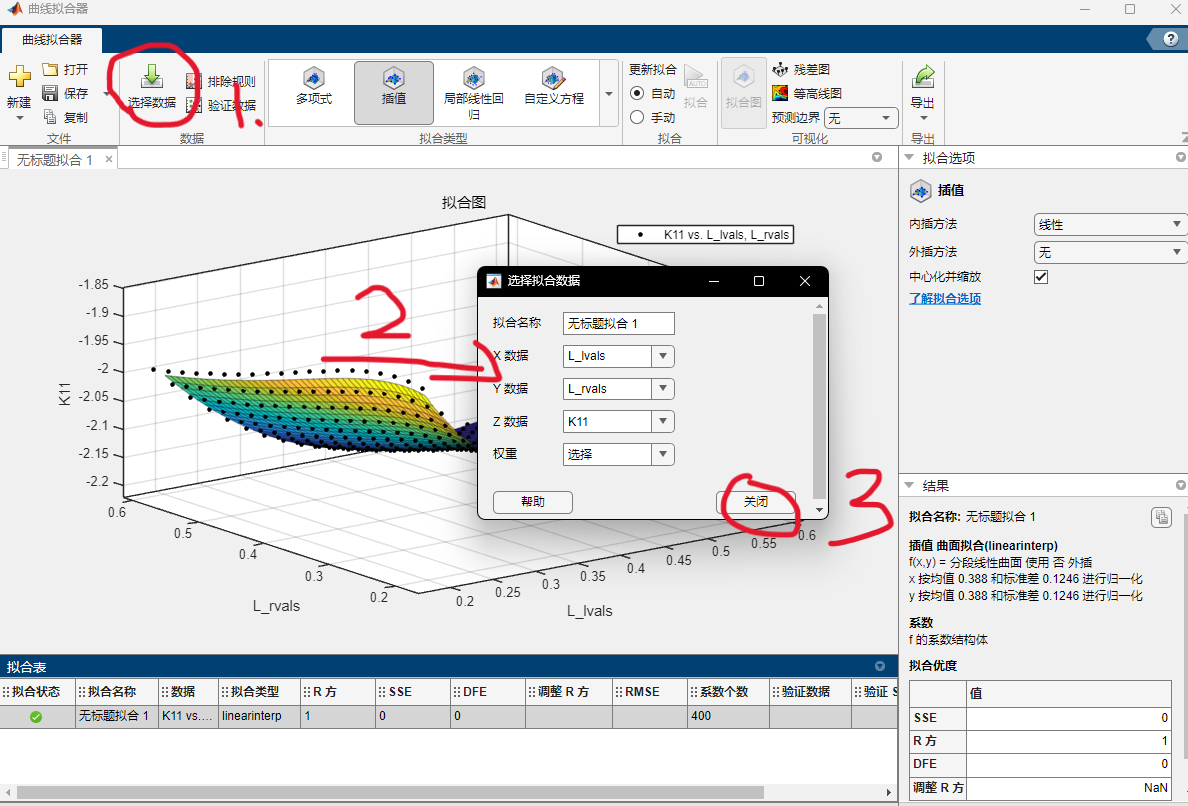 曲线拟合器
曲线拟合器
?
新建
打开
保存
复制
文件
选择数据
排除规则
验证数据
数据
1.
多项式
插值
局部线性回归
自定义方程
拟合类型
更新拟合
自动
手动
AUTO
拟合
拟合
拟合图
残差图
等高线图
预测边界 无
可视化
导出
导出
无标题拟合 1 ×
拟合图
K11 vs. L_lvals, L_rvals
K11
-1.85
-1.9
-1.95
-2
-2.05
-2.1
-2.15
-2.2
0.6
0.5
0.4
0.3
0.2
L_rvals
0.2
0.25
0.3
0.35
0.4
0.45
0.5
0.55
0.6
L_lvals
2
选择拟合数据
拟合名称 无标题拟合 1
X 数据 L_lvals
Y 数据 L_rvals
Z 数据 K11
权重 选择
帮助 关闭
3
拟合选项
插值
内插方法 线性
外插方法 无
中心化并缩放
了解拟合选项
结果
拟合名称: 无标题拟合 1
插值 曲面拟合(linearinterp)
f(x,y) = 分段线性曲面 使用 否 外插
x 按均值 0.388 和标准差 0.1246 进行归一化
y 按均值 0.388 和标准差 0.1246 进行归一化
系数
f 的系数结构体
拟合优度
值
SSE 0
R 方 1
DFE 0
调整 R 方 NaN
拟合表
拟合状态 拟合名称 数据 拟合类型 R 方 SSE DFE 调整 R 方 RMSE 系数个数 验证数据 验证 S
无标题拟合 1 K11 vs.... linearinterp 1 0 0 400